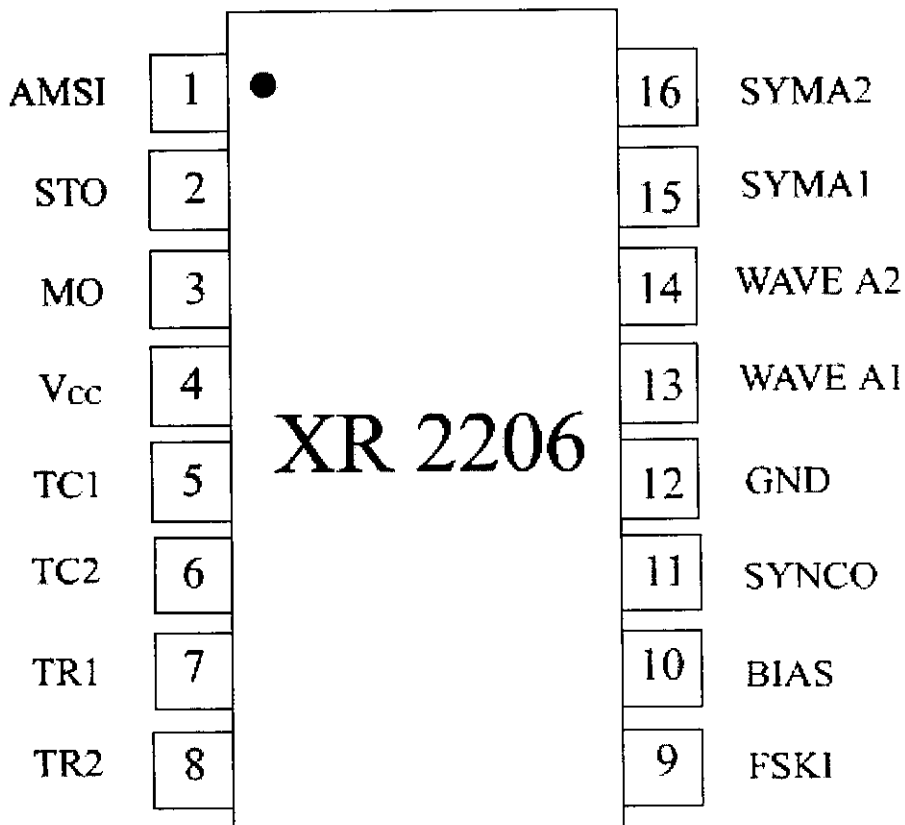 AMSI 1 16 SYMA2
STO 2 15 SYMA1
MO 3 14 WAVE A2
Vcc 4 13 WAVE A1
XR 2206
TC1 5 12 GND
TC2 6 11 SYNCO
TR1 7 10 BIAS
TR2 8 9 FSKI